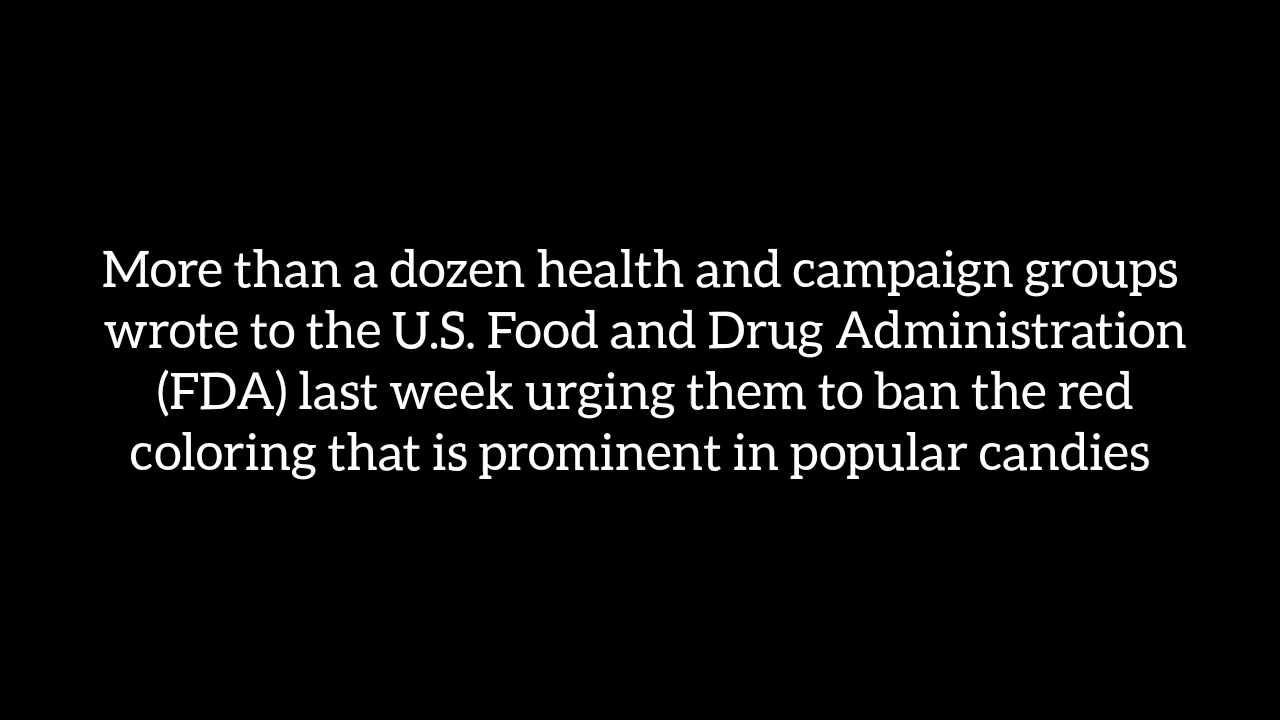 More than a dozen health and campaign groups
wrote to the U.S. Food and Drug Administration
(FDA) last week urging them to ban the red
coloring that is prominent in popular candies